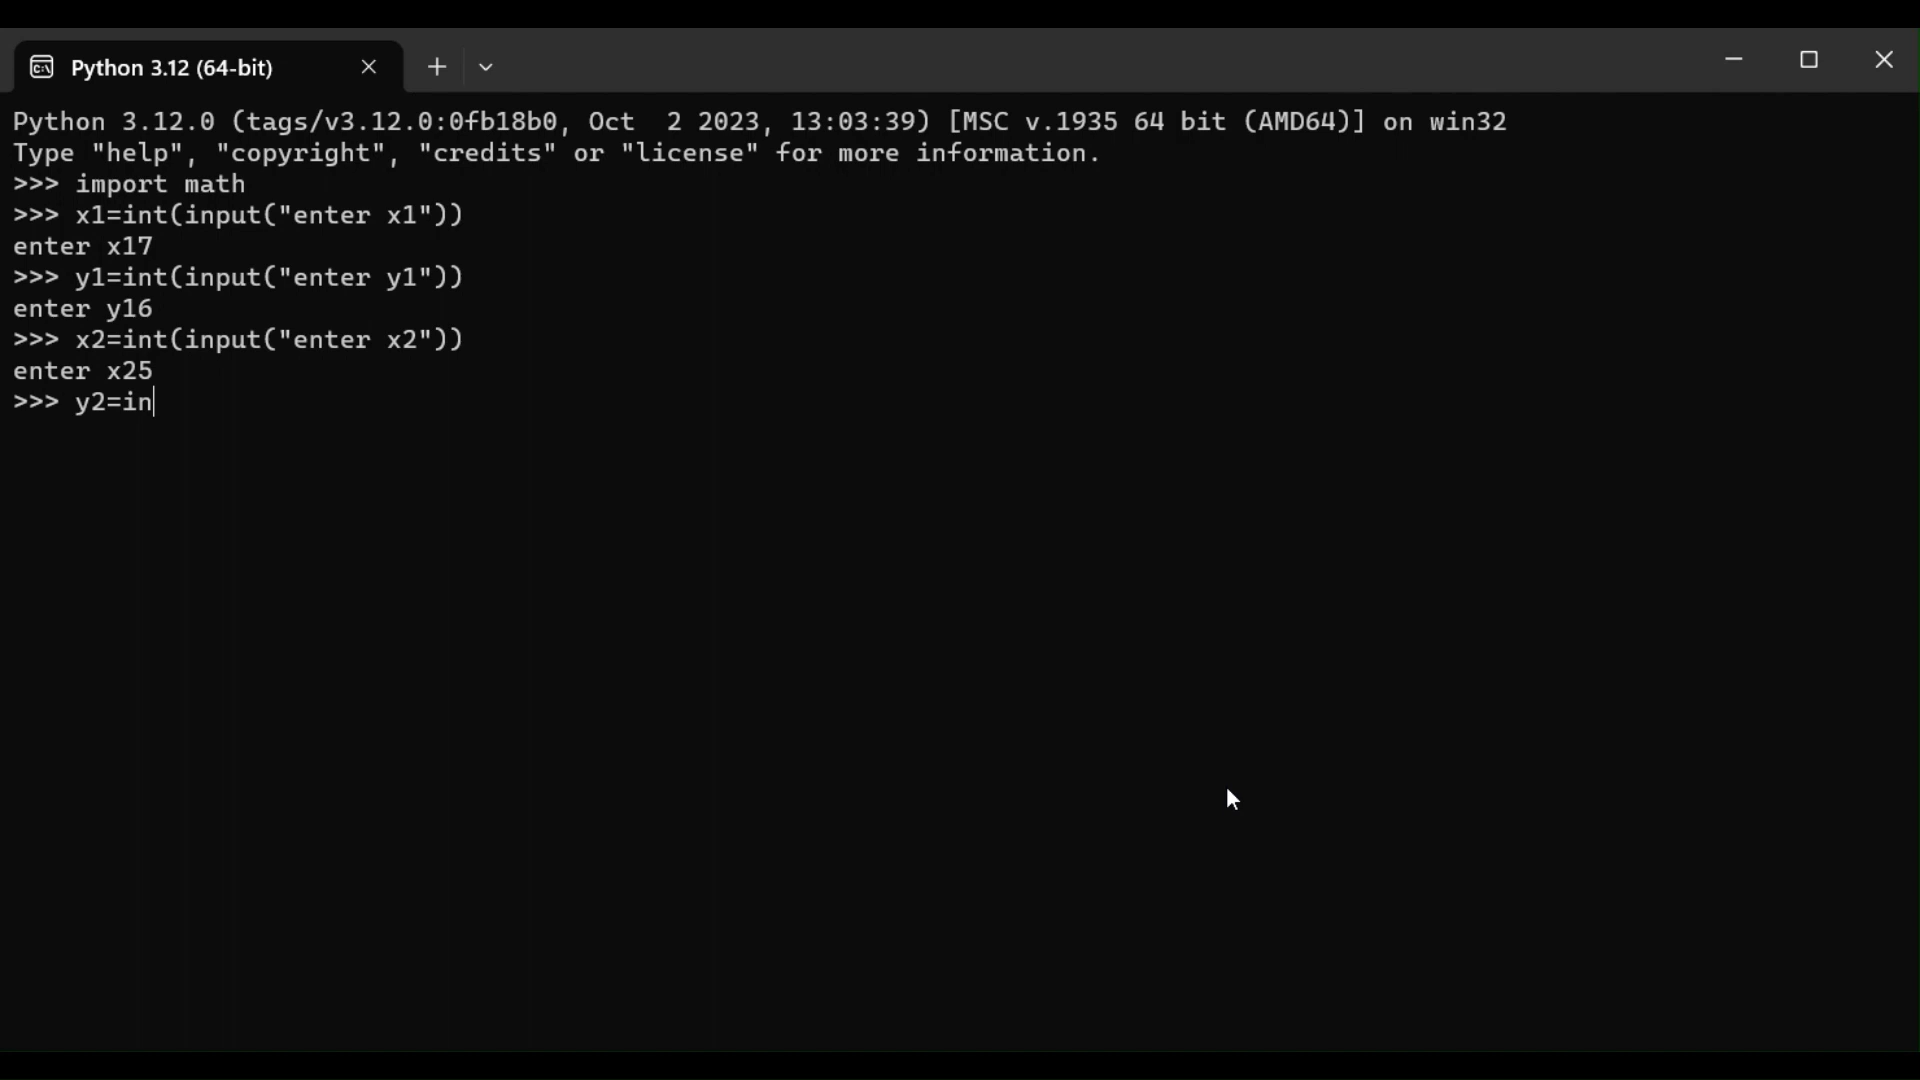 Python 3.12 (64-bit)
Python 3.12.0 (tags/v3.12.0:0fb18b0, Oct  2 2023, 13:03:39) [MSC v.1935 64 bit (AMD64)] on win32
Type "help", "copyright", "credits" or "license" for more information.
>>> import math
>>> x1=int(input("enter x1"))
enter x17
>>> y1=int(input("enter y1"))
enter y16
>>> x2=int(input("enter x2"))
enter x25
>>> y2=in